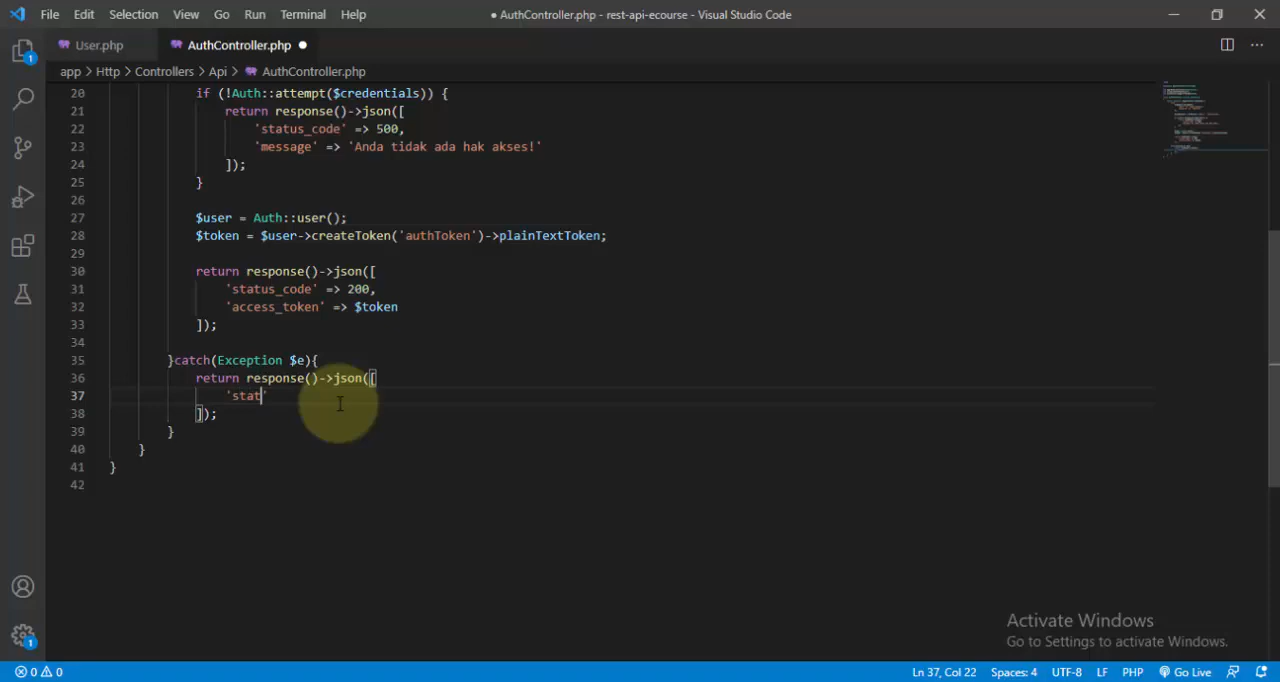 File Edit Selection View Go Run Terminal Help ● AuthController.php - rest-api-ecourse - Visual Studio Code
User.php AuthController.php ●
app > Http > Controllers > Api > AuthController.php
20 if (!Auth::attempt($credentials)) {
21 return response()->json([
22 'status_code' => 500,
23 'message' => 'Anda tidak ada hak akses!'
24 ]);
25 }
26
27 $user = Auth::user();
28 $token = $user->createToken('authToken')->plainTextToken;
29
30 return response()->json([
31 'status_code' => 200,
32 'access_token' => $token
33 ]);
34
35 }catch(Exception $e){
36 return response()->json([
37 'stat'
38 ]);
39 }
40 }
41 }
42
Activate Windows
Go to Settings to activate Windows.
1
1
0 0 Ln 37, Col 22 Spaces: 4 UTF-8 LF PHP Go Live